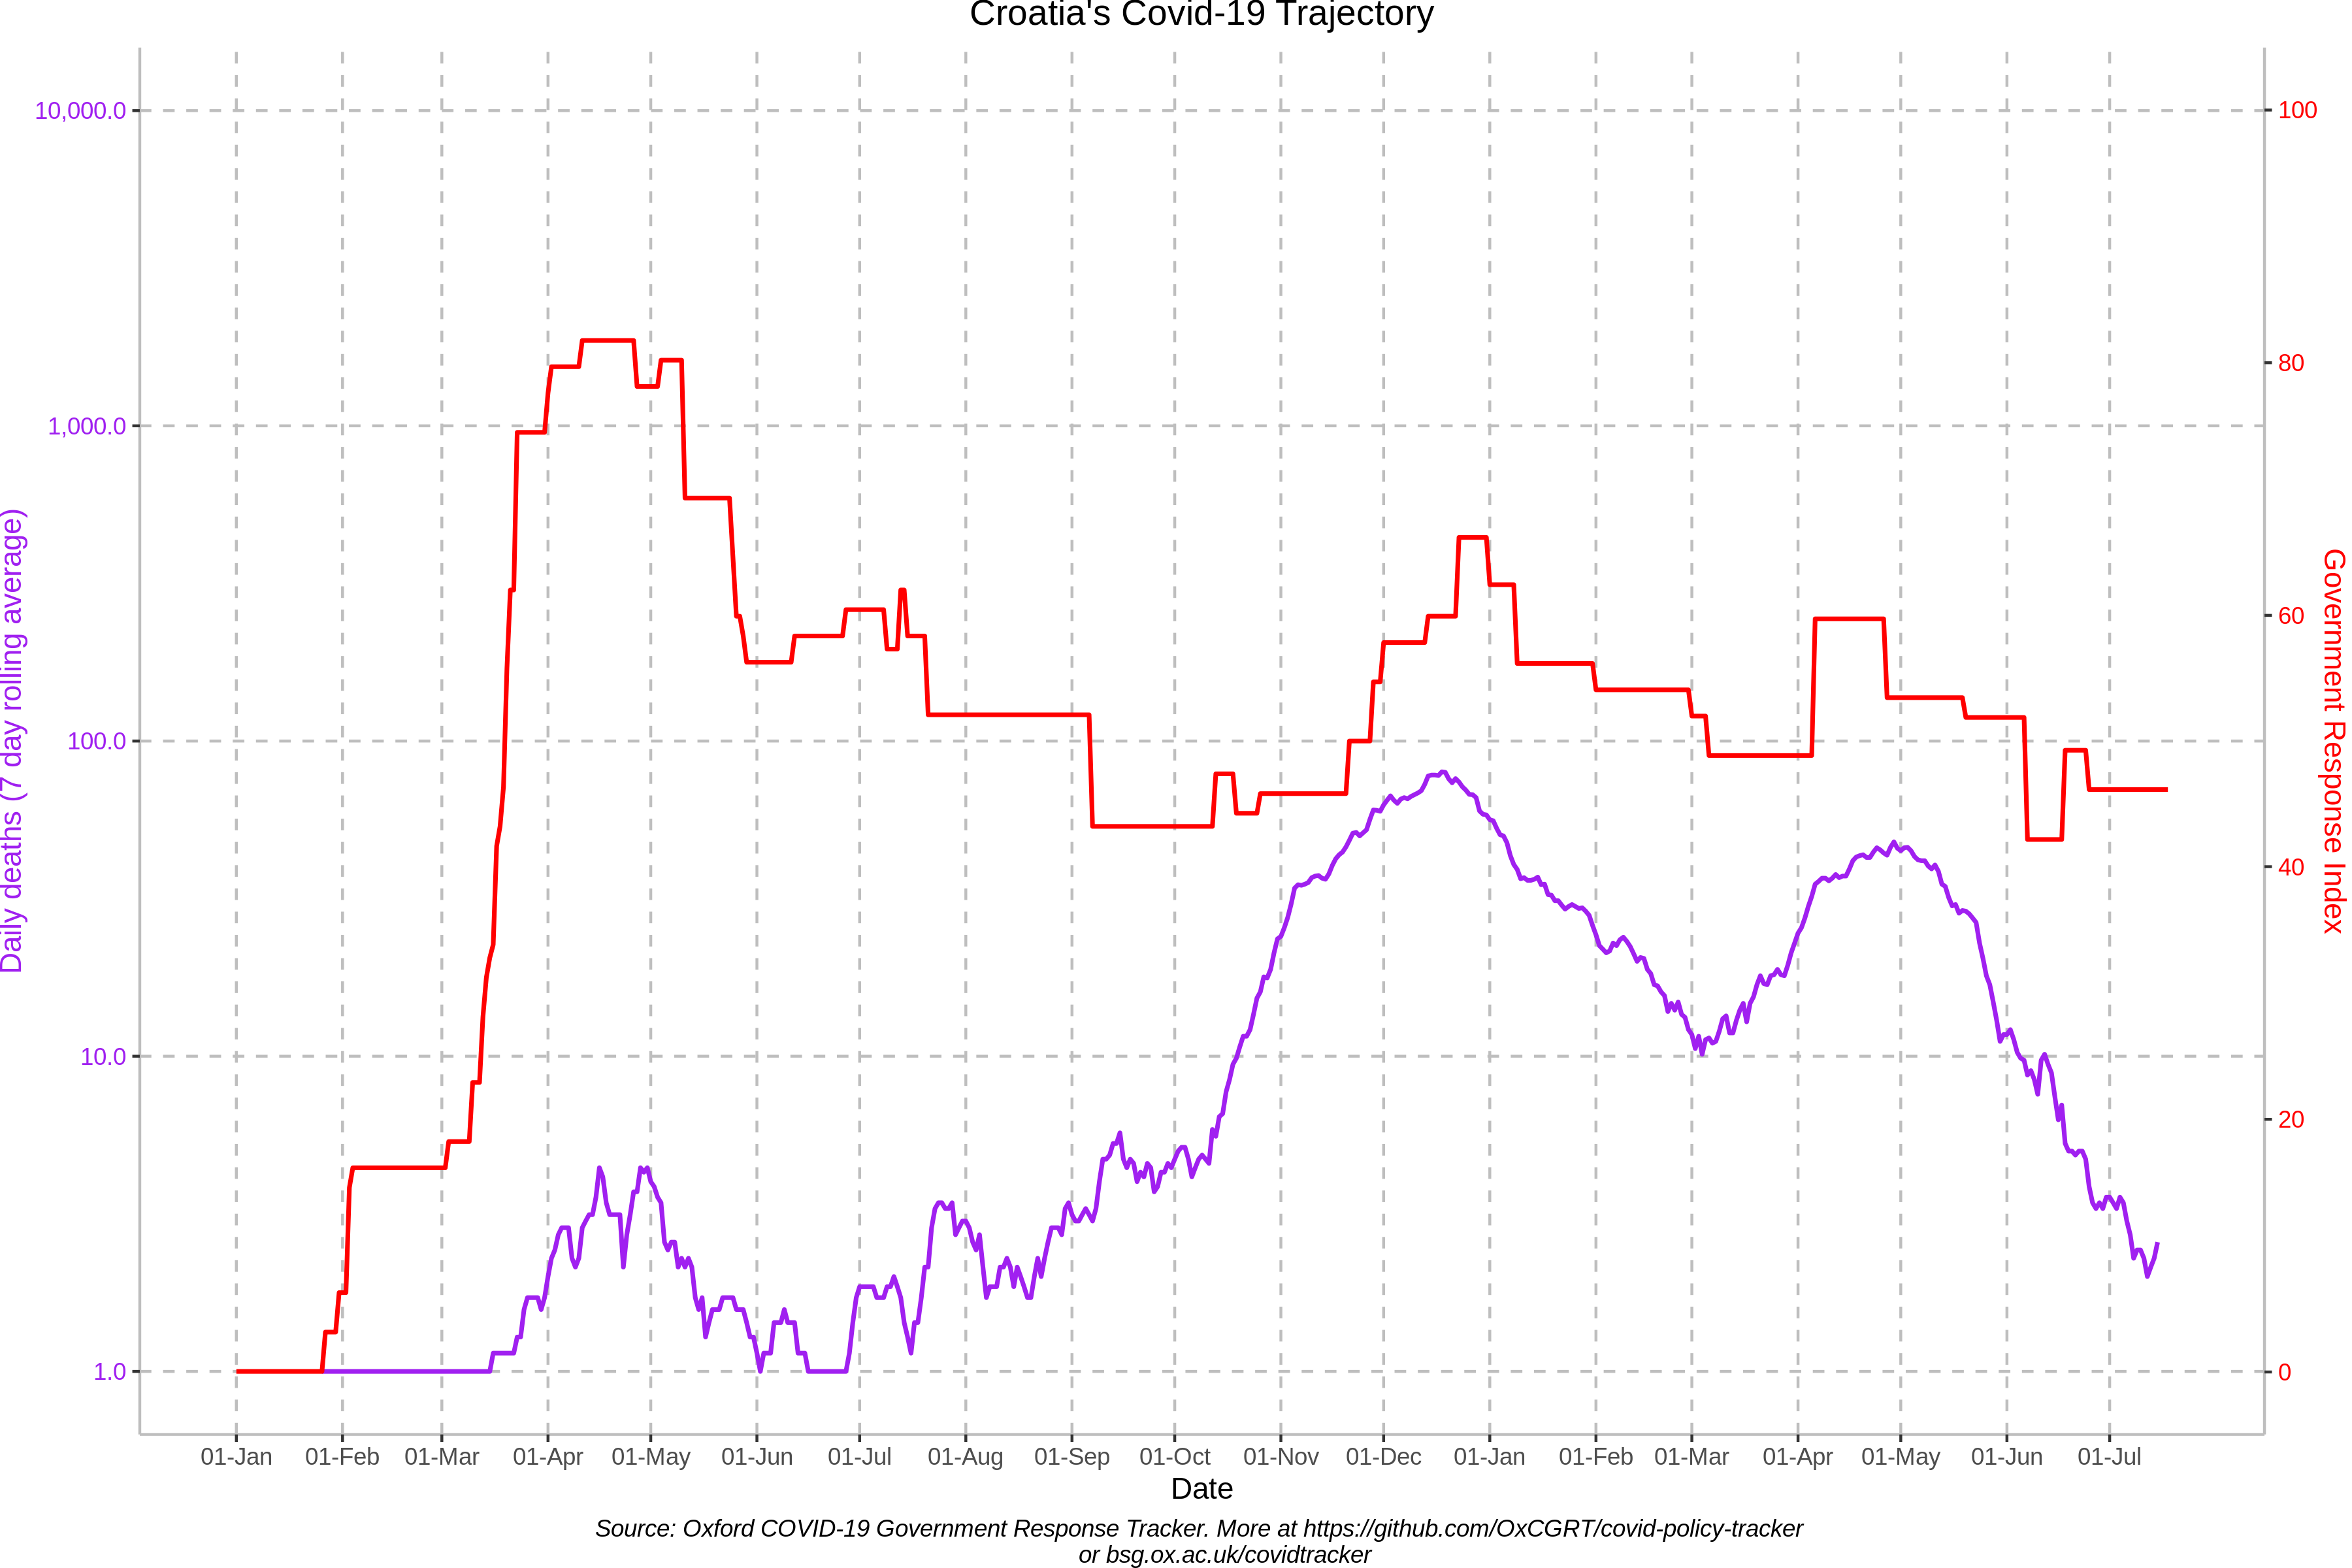 Croatia's Covid-19 Trajectory
10,000.0
1,000.0
100.0
10.0
1.0
Daily deaths (7 day rolling average)
100
80
60
40
20
0
Government Response Index
01-Jan 01-Feb 01-Mar 01-Apr 01-May 01-Jun 01-Jul 01-Aug 01-Sep 01-Oct 01-Nov 01-Dec 01-Jan 01-Feb 01-Mar 01-Apr 01-May 01-Jun 01-Jul
Date
Source: Oxford COVID-19 Government Response Tracker. More at https://github.com/OxCGRT/covid-policy-tracker
or bsg.ox.ac.uk/covidtracker